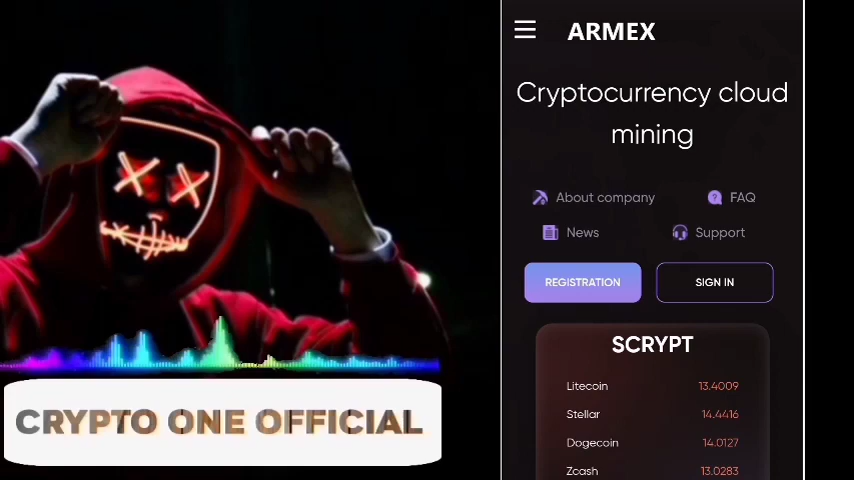 ARMEX
Cryptocurrency cloud
mining
About company
FAQ
News
Support
REGISTRATION
SIGN IN
SCRYPT
Litecoin 13.4009
Stellar 14.4416
Dogecoin 14.0127
Zcash 13.0283
CRYPTO ONE OFFICIAL